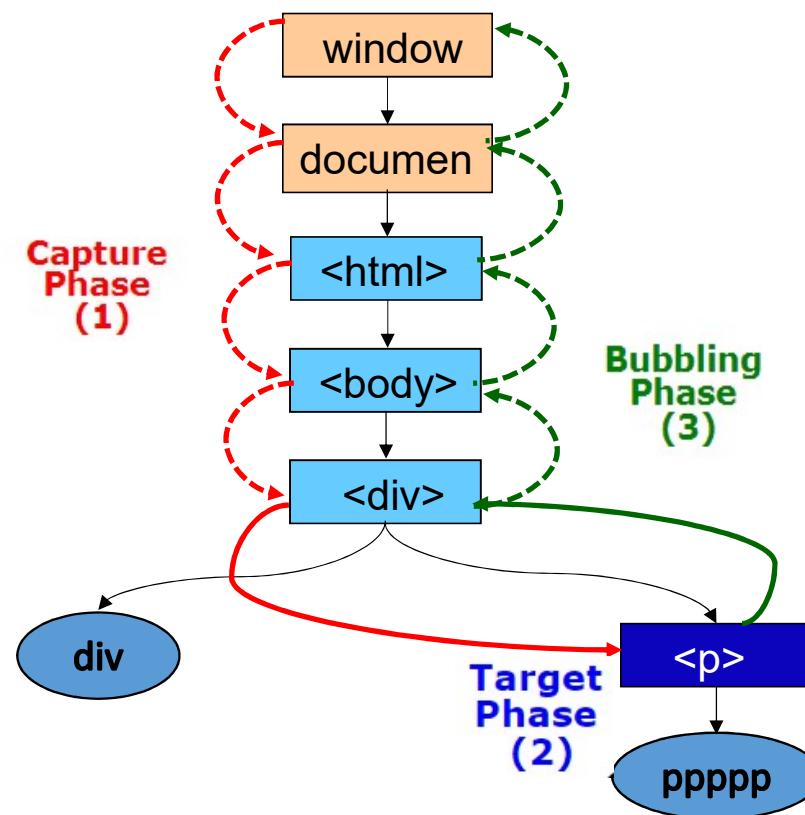 window
documen
<html>
Capture
Phase
(1)
<body>
Bubbling
Phase
(3)
<div>
div
<p>
Target
Phase
(2)
ppppp